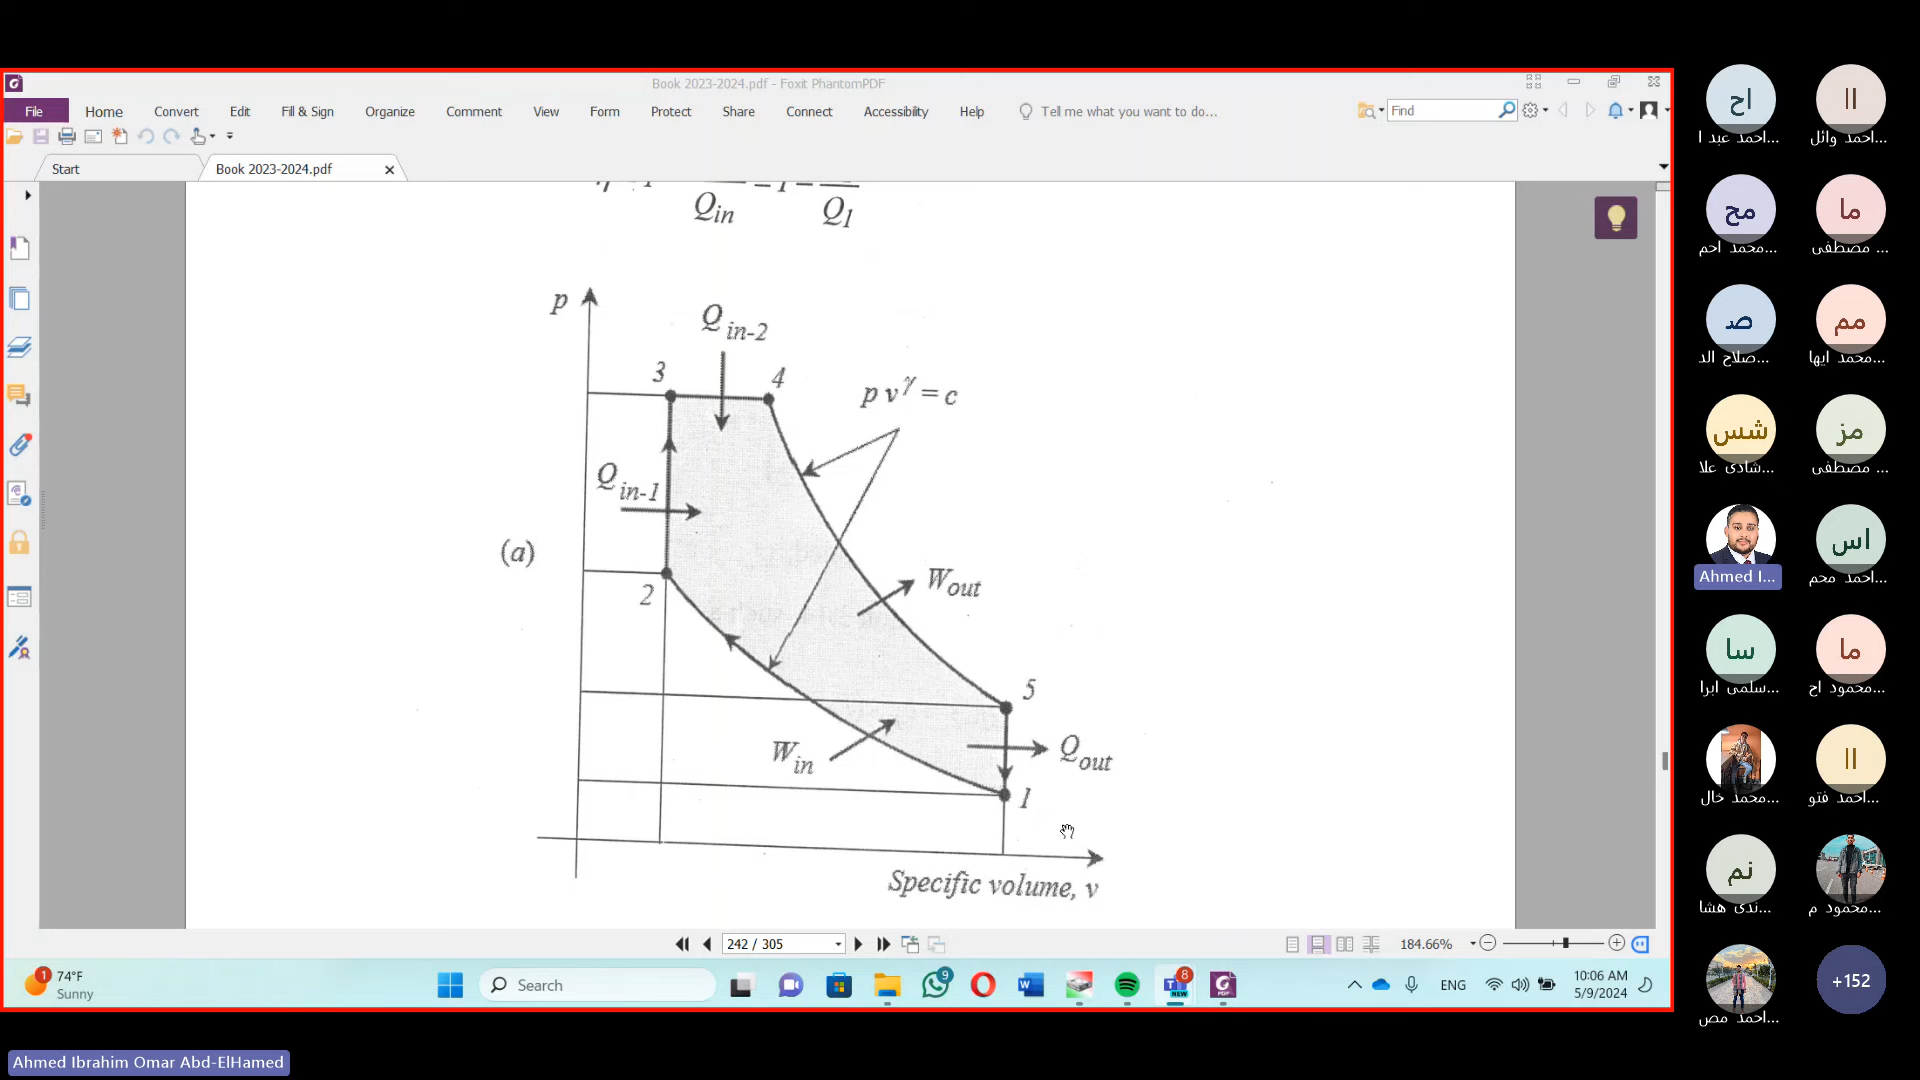 Book 2023-2024.pdf - Foxit PhantomPDF
File Home Convert Edit Fill & Sign Organize Comment View Form Protect Share Connect Accessibility Help Tell me what you want to do... Find
Start Book 2023-2024.pdf
Q_in Q_1
p
Q_in-2
3 4
p v^γ = c
Q_in-1
(a)
2
W_out
5
W_in
Q_out
1
Specific volume, v
242 / 305
184.66%
1
74°F
Sunny
Search
9
8
ENG
10:06 AM
5/9/2024
اح
احمد عبد ا...
اا
احمد وائل...
مح
محمد احم...
ما
مصطفى ...
صـ
صلاح الد...
مم
محمد ايها...
شس
شادى علا...
مز
مصطفى ...
Ahmed I...
اس
احمد محم...
سا
سلمى ابرا...
ما
محمود اح...
محمد خال...
اا
احمد فتو...
نم
ندى هشا...
محمود م...
احمد مص...
+152
Ahmed Ibrahim Omar Abd-ElHamed